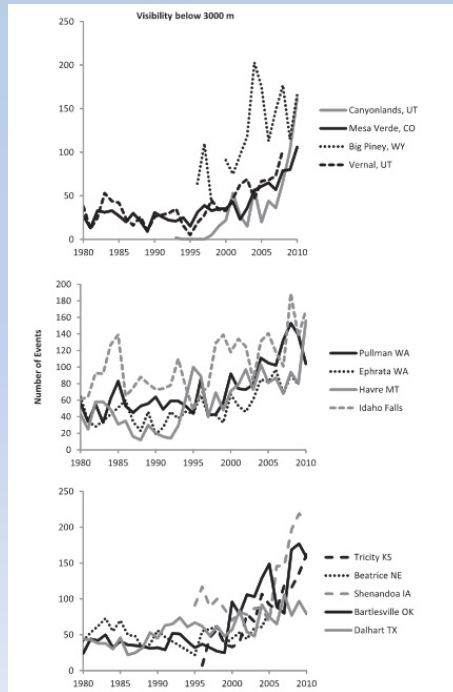 Visibility below 3000 m
250
200
150
100
50
0
1980 1985 1990 1995 2000 2005 2010
Canyonlands, UT
Mesa Verde, CO
Big Piney, WY
Vernal, UT
Number of Events
200
180
160
140
120
100
80
60
40
20
0
1980 1985 1990 1995 2000 2005 2010
Pullman WA
Ephrata WA
Havre MT
Idaho Falls
250
200
150
100
50
0
1980 1985 1990 1995 2000 2005 2010
Tricity KS
Beatrice NE
Shenandoa IA
Bartlesville OK
Dalhart TX